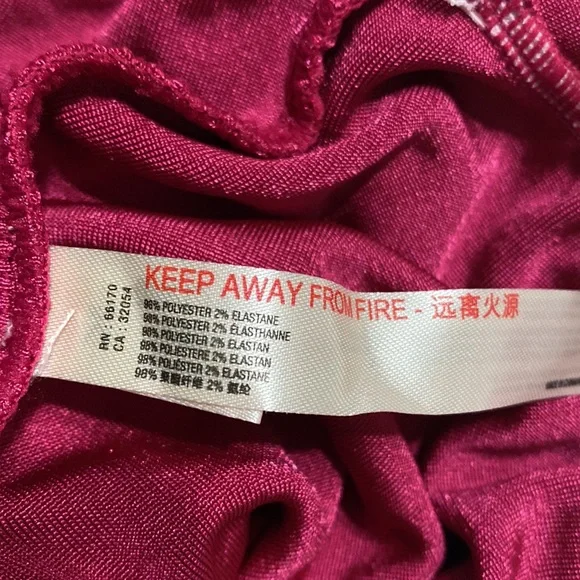 KEEP AWAY FROM FIRE - 远离火源
RN : 66170
CA : 32054
98% POLYESTER 2% ELASTANE
98% POLYESTER 2% ÉLASTHANNE
98% POLYESTER 2% ELASTAN
98% POLIESTERE 2% ELASTAN
98% POLIÉSTER 2% ELASTANE
98% 聚酯纤维 2% 氨纶